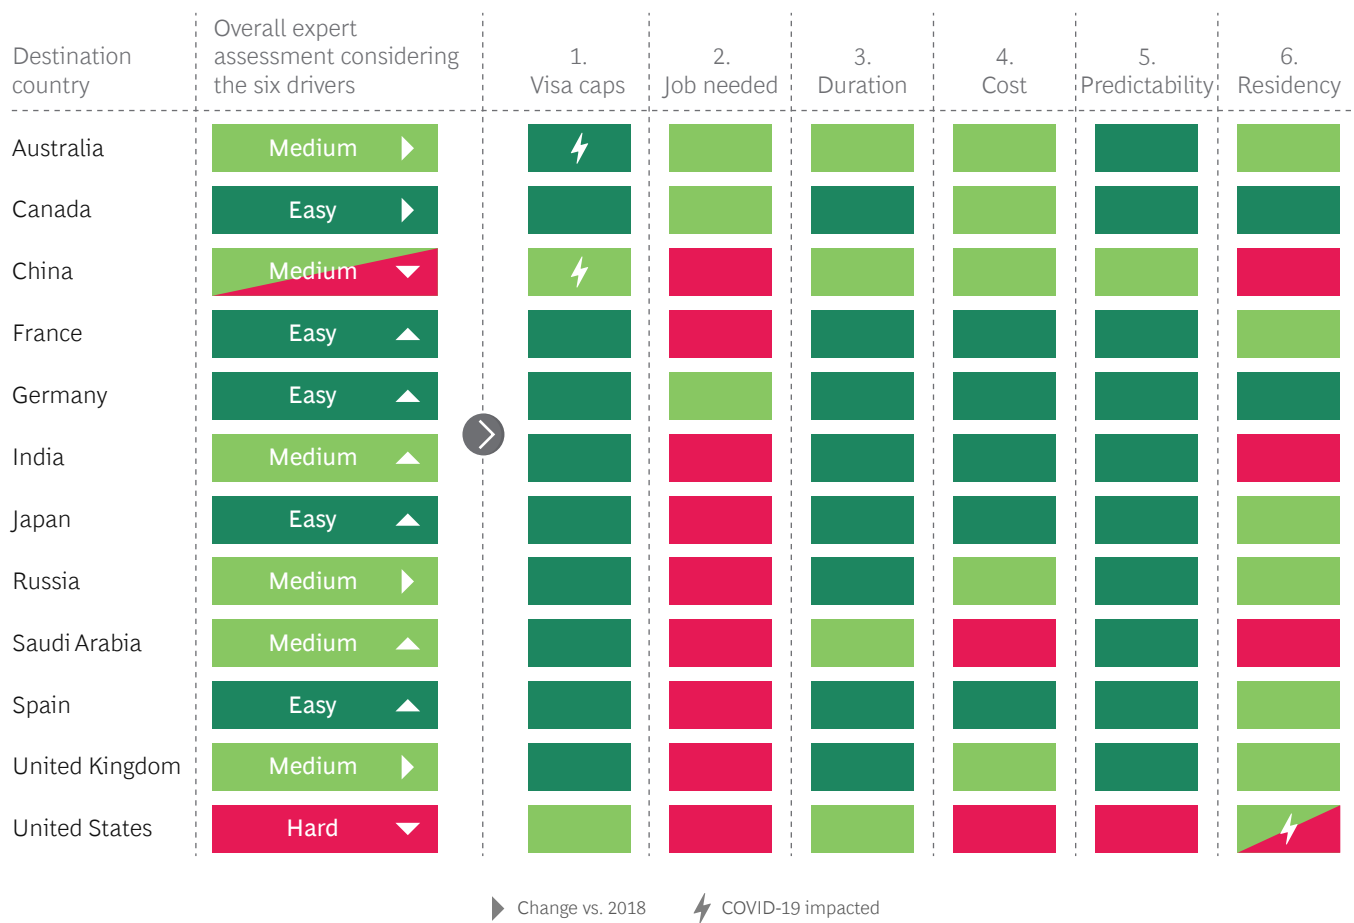 Destination
country
Overall expert
assessment considering
the six drivers
1.
Visa caps
2.
Job needed
3.
Duration
4.
Cost
5.
Predictability
6.
Residency
Australia
Medium
Canada
Easy
China
Medium
France
Easy
Germany
Easy
India
Medium
Japan
Easy
Russia
Medium
Saudi Arabia
Medium
Spain
Easy
United Kingdom
Medium
United States
Hard
Change vs. 2018
COVID-19 impacted